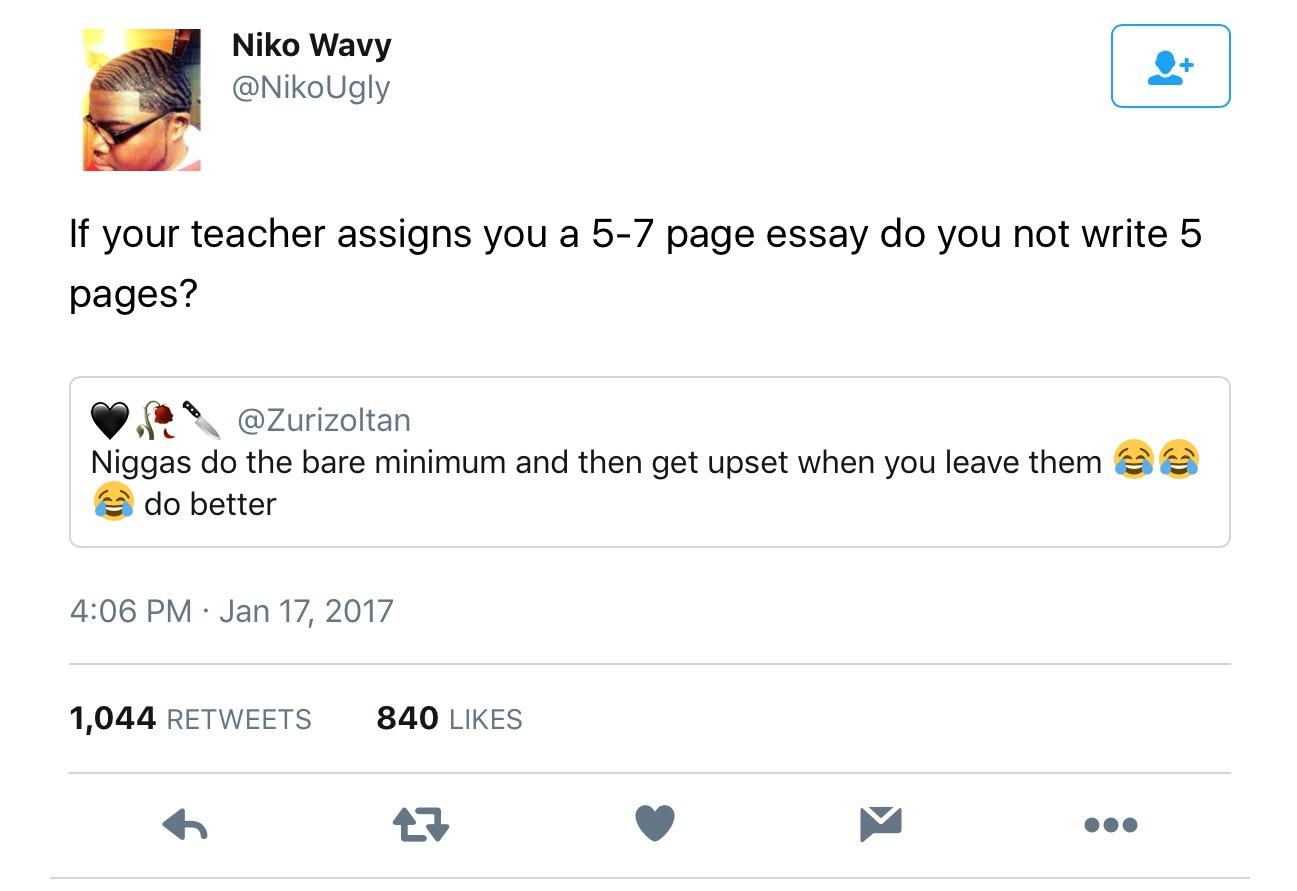 Niko Wavy
@NikoUgly
If your teacher assigns you a 5-7 page essay do you not write 5
pages?
🖤🥀🔪 @Zurizoltan
Niggas do the bare minimum and then get upset when you leave them 😂😂
😂 do better
4:06 PM · Jan 17, 2017
1,044 RETWEETS 840 LIKES